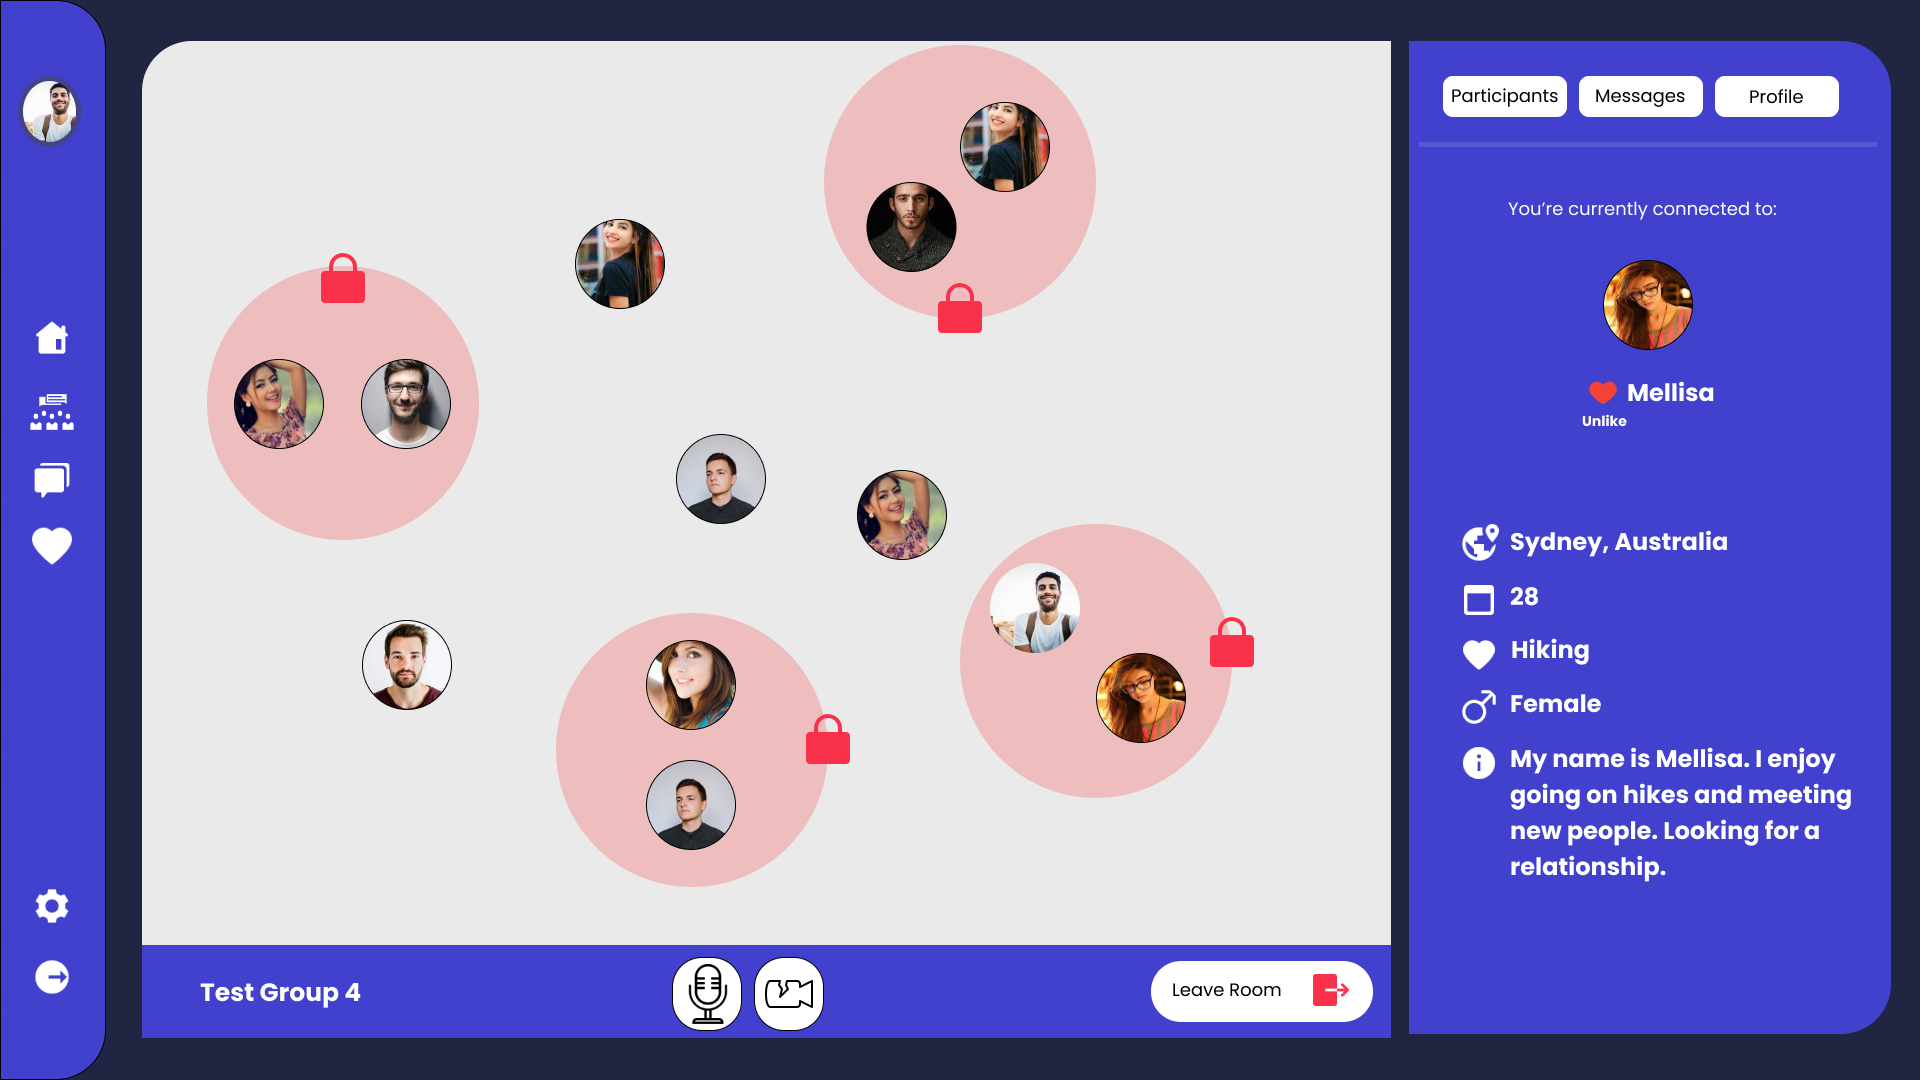 Participants
Messages
Profile
You’re currently connected to:
Mellisa
Unlike
Sydney, Australia
28
Hiking
Female
My name is Mellisa. I enjoy
going on hikes and meeting
new people. Looking for a
relationship.
Test Group 4
Leave Room